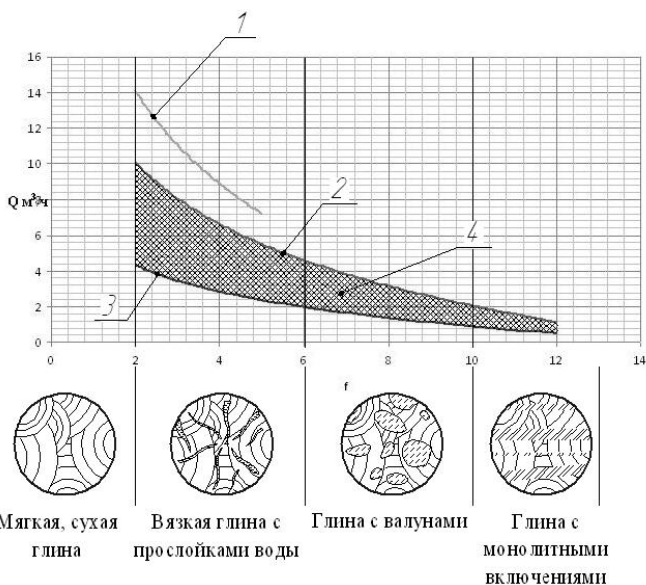 1
16
14
12
10
Q м³/ч
6
4
2
0
2
4
3
0
2
4
6
8
10
12
14
f
Мягкая, сухая
глина
Вязкая глина с
прослойками воды
Глина с валунами
Глина с
монолитными
включениями